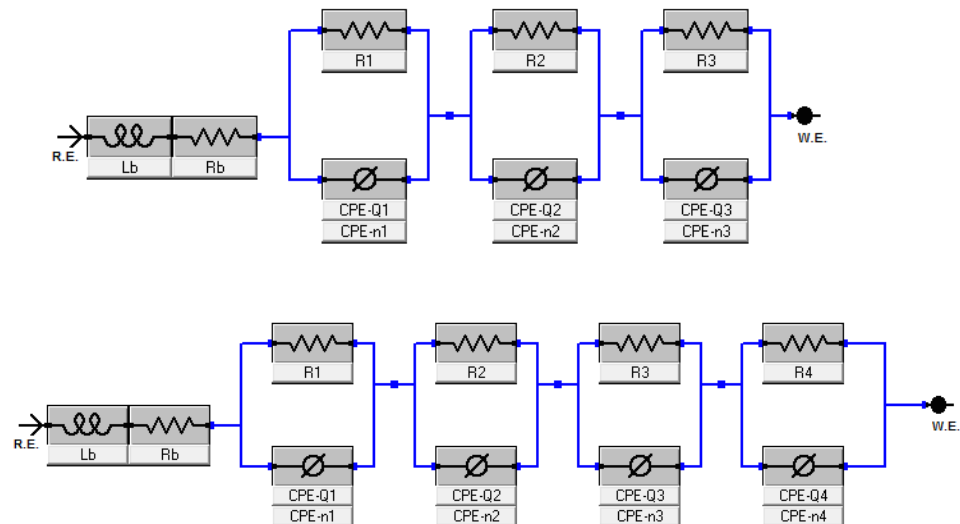 R1
R2
R3
R.E.
Lb
Rb
W.E.
CPE-Q1
CPE-n1
CPE-Q2
CPE-n2
CPE-Q3
CPE-n3
R1
R2
R3
R4
R.E.
Lb
Rb
W.E.
CPE-Q1
CPE-n1
CPE-Q2
CPE-n2
CPE-Q3
CPE-n3
CPE-Q4
CPE-n4